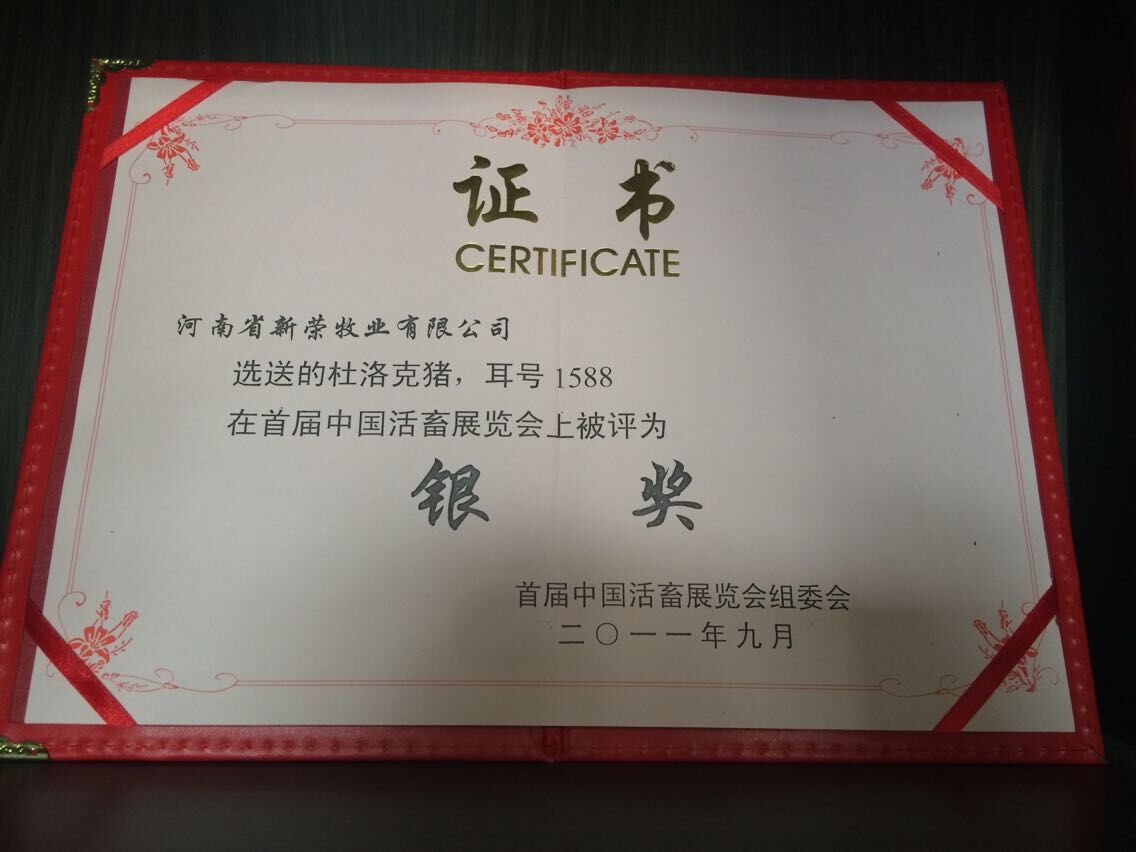 证书
CERTIFICATE
河南省新荣牧业有限公司
选送的杜洛克猪，耳号 1588
在首届中国活畜展览会上被评为
银奖
首届中国活畜展览会组委会
二〇一一年九月